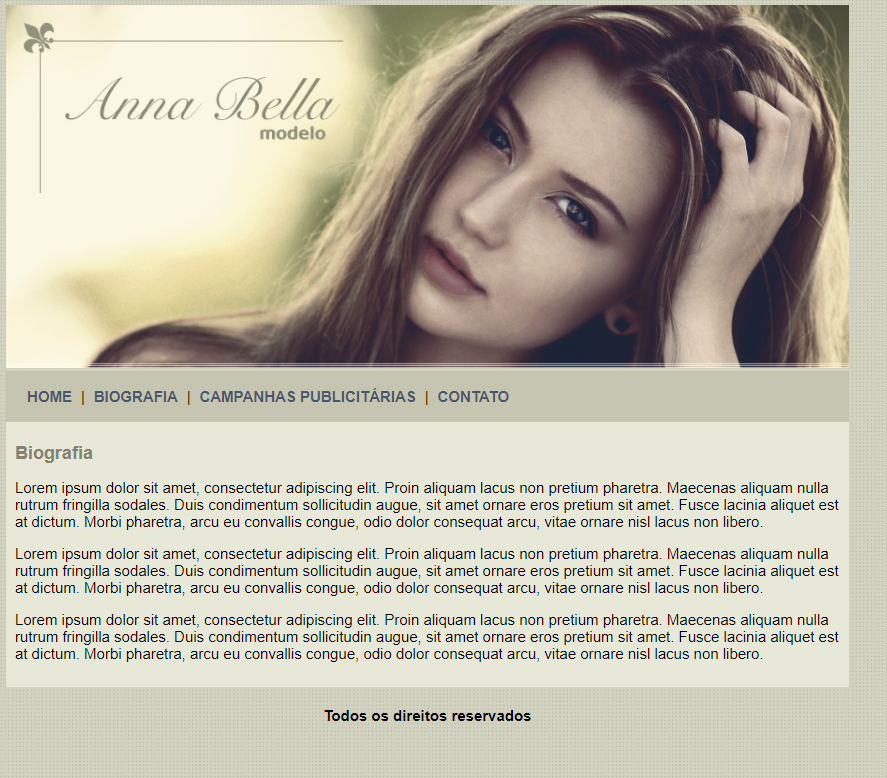 Anna Bella
modelo
HOME | BIOGRAFIA | CAMPANHAS PUBLICITÁRIAS | CONTATO
Biografia
Lorem ipsum dolor sit amet, consectetur adipiscing elit. Proin aliquam lacus non pretium pharetra. Maecenas aliquam nulla
rutrum fringilla sodales. Duis condimentum sollicitudin augue, sit amet ornare eros pretium sit amet. Fusce lacinia aliquet est
at dictum. Morbi pharetra, arcu eu convallis congue, odio dolor consequat arcu, vitae ornare nisl lacus non libero.
Lorem ipsum dolor sit amet, consectetur adipiscing elit. Proin aliquam lacus non pretium pharetra. Maecenas aliquam nulla
rutrum fringilla sodales. Duis condimentum sollicitudin augue, sit amet ornare eros pretium sit amet. Fusce lacinia aliquet est
at dictum. Morbi pharetra, arcu eu convallis congue, odio dolor consequat arcu, vitae ornare nisl lacus non libero.
Lorem ipsum dolor sit amet, consectetur adipiscing elit. Proin aliquam lacus non pretium pharetra. Maecenas aliquam nulla
rutrum fringilla sodales. Duis condimentum sollicitudin augue, sit amet ornare eros pretium sit amet. Fusce lacinia aliquet est
at dictum. Morbi pharetra, arcu eu convallis congue, odio dolor consequat arcu, vitae ornare nisl lacus non libero.
Todos os direitos reservados